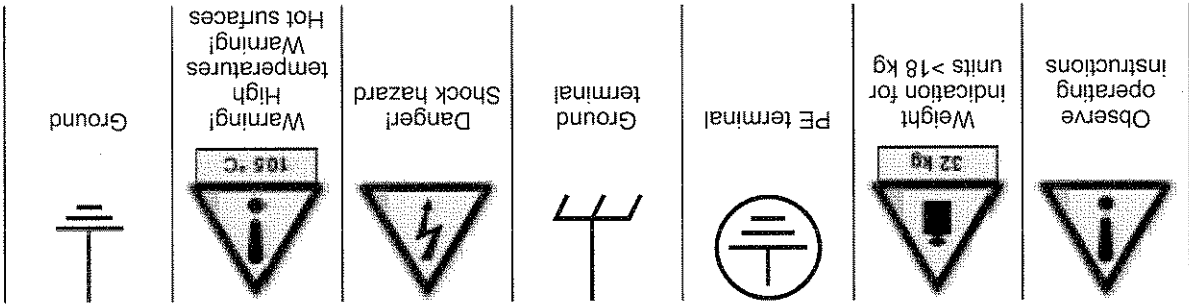 32 kg
105 °C
Observe
operating
instructions
Weight
indication for
units >18 kg
PE terminal
Ground
terminal
Danger!
Shock hazard
Warning!
High
temperatures
Warning!
Hot surfaces
Ground